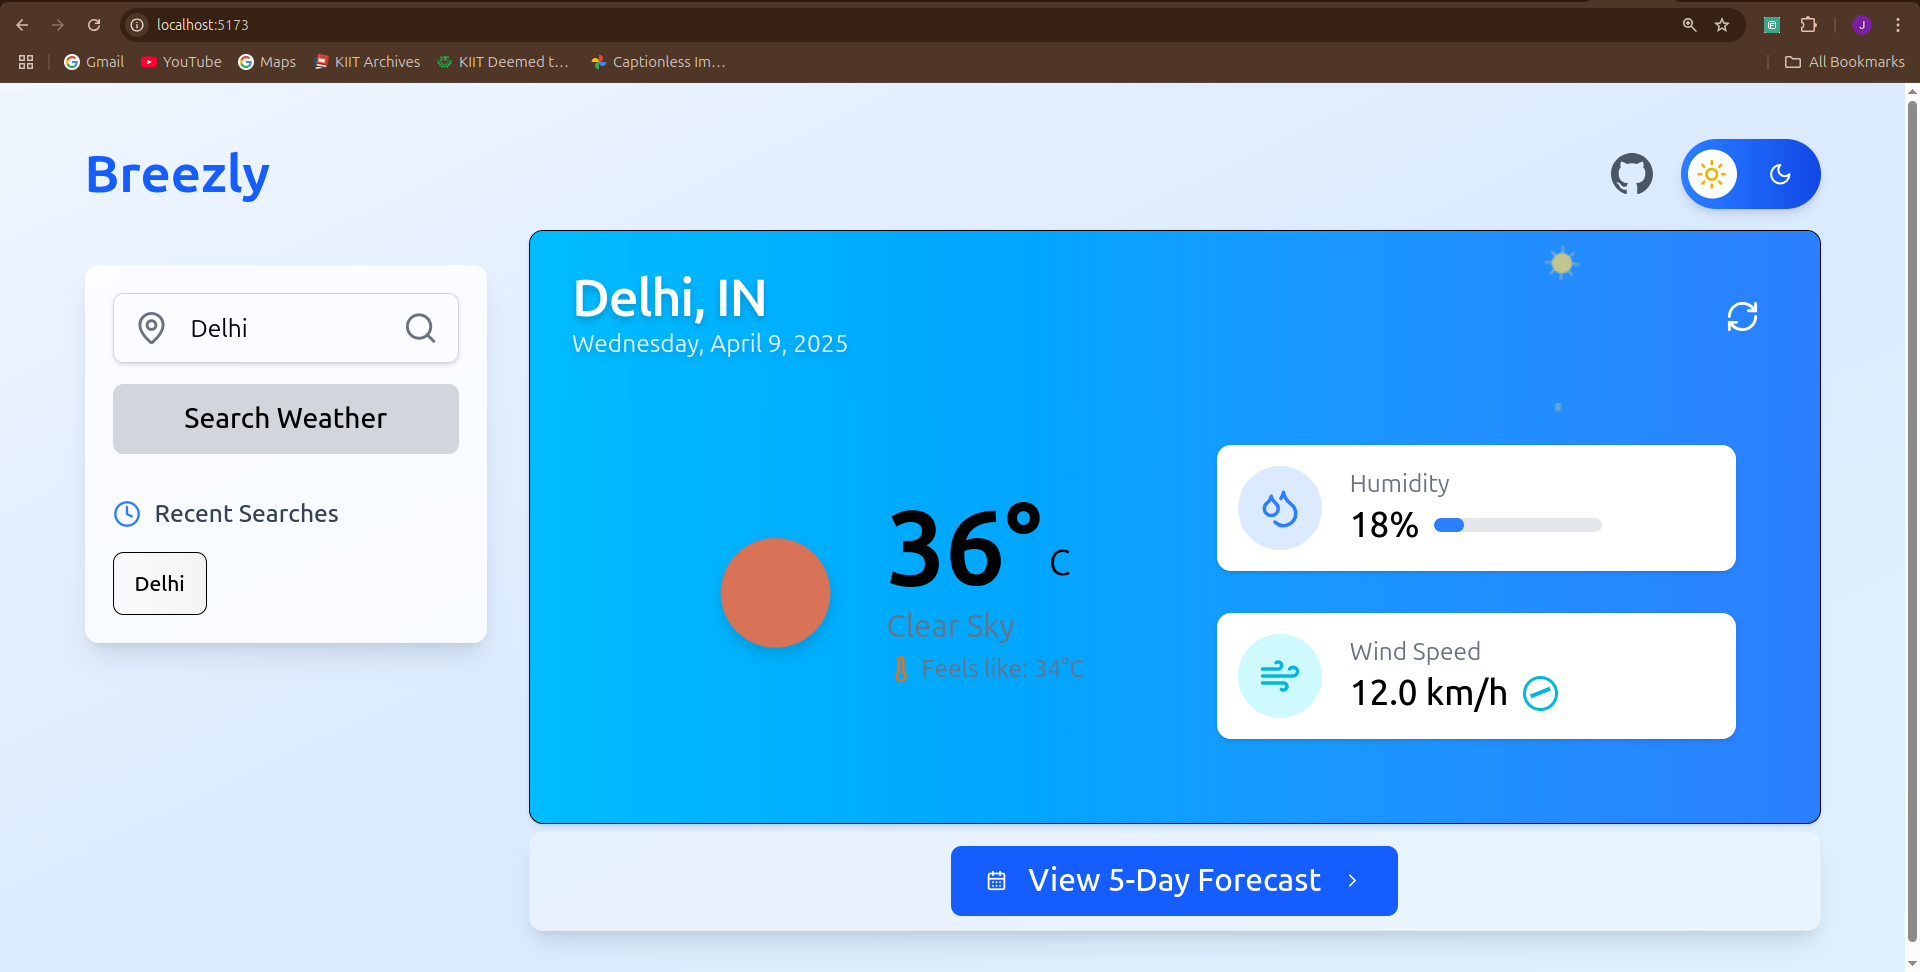 localhost:5173
J
Gmail
YouTube
Maps
KIIT Archives
KIIT Deemed t...
Captionless Im...
All Bookmarks
Breezly
Delhi
Search Weather
Recent Searches
Delhi
Delhi, IN
Wednesday, April 9, 2025
36° C
Clear Sky
Feels like: 34°C
Humidity
18%
Wind Speed
12.0 km/h
View 5-Day Forecast